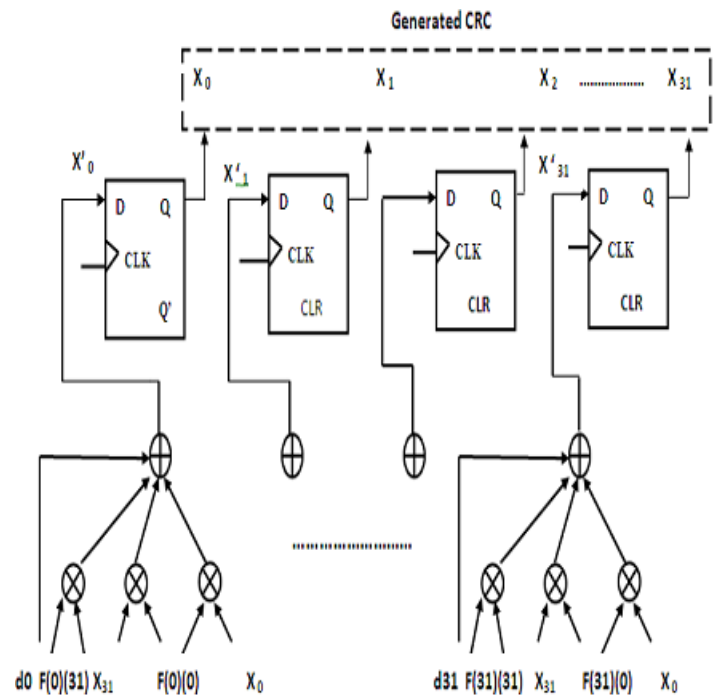 Generated CRC
X0 X1 X2 .................. X31
X'0 X'1 X'31
D Q D Q D Q D Q
CLK CLK CLK CLK
Q' CLR CLR CLR
........................
d0 F(0)(31) X31 F(0)(0) X0 d31 F(31)(31) X31 F(31)(0) X0